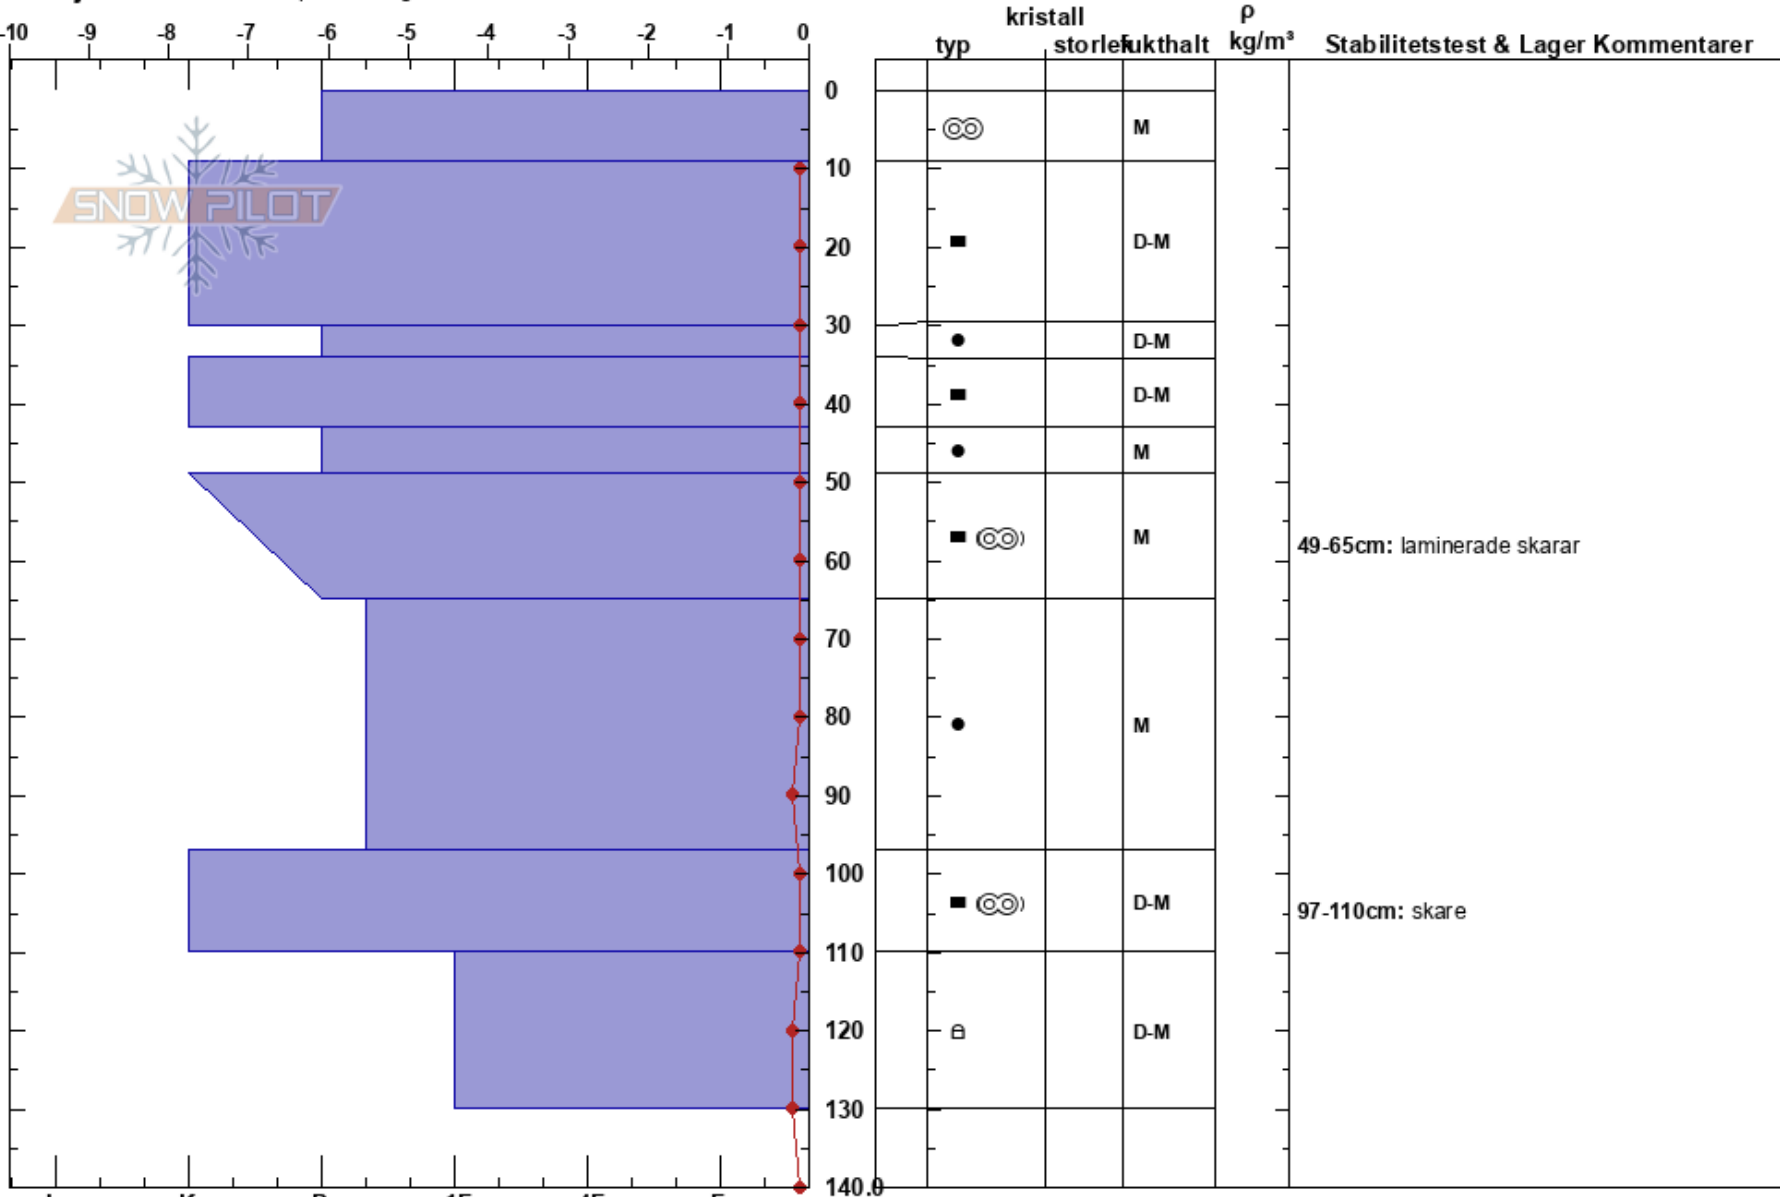 kristall ρ
-10 -9 -8 -7 -6 -5 -4 -3 -2 -1 0 typ storlek fukthalt kg/m³ Stabilitetstest & Lager Kommentarer
0
M
SNOW PILOT
10
20 D-M
30
D-M
40 D-M
M
50
49-65cm: laminerade skarar
M
60
70
80 M
90
100
D-M
97-110cm: skare
110
120 D-M
130
140.0